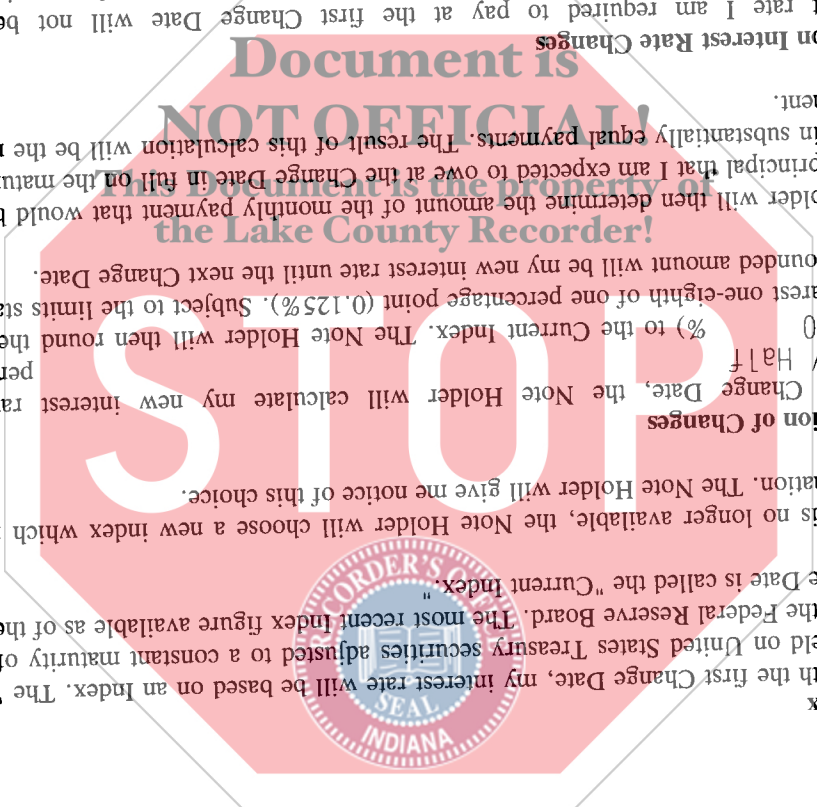 Document is
NOT OFFICIAL!
This Document is the property of
the Lake County Recorder!
STOP
RECORDER'S OFFICE
SEAL
INDIANA
x
th the first Change Date, my interest rate will be based on an Index. The
eld on United States Treasury securities adjusted to a constant maturity of
the Federal Reserve Board. The most recent Index figure available as of the
e Date is called the "Current Index."
is no longer available, the Note Holder will choose a new index which
nation. The Note Holder will give me notice of this choice.
ion of Changes
Change Date, the Note Holder will calculate my new interest ra
Half per
0 %) to the Current Index. The Note Holder will then round the
arest one-eighth of one percentage point (0.125%). Subject to the limits sta
ounded amount will be my new interest rate until the next Change Date.
older will then determine the amount of the monthly payment that would b
principal that I am expected to owe at the Change Date in full on the matu
in substantially equal payments. The result of this calculation will be the
ment.
on Interest Rate Changes
t rate I am required to pay at the first Change Date will not be